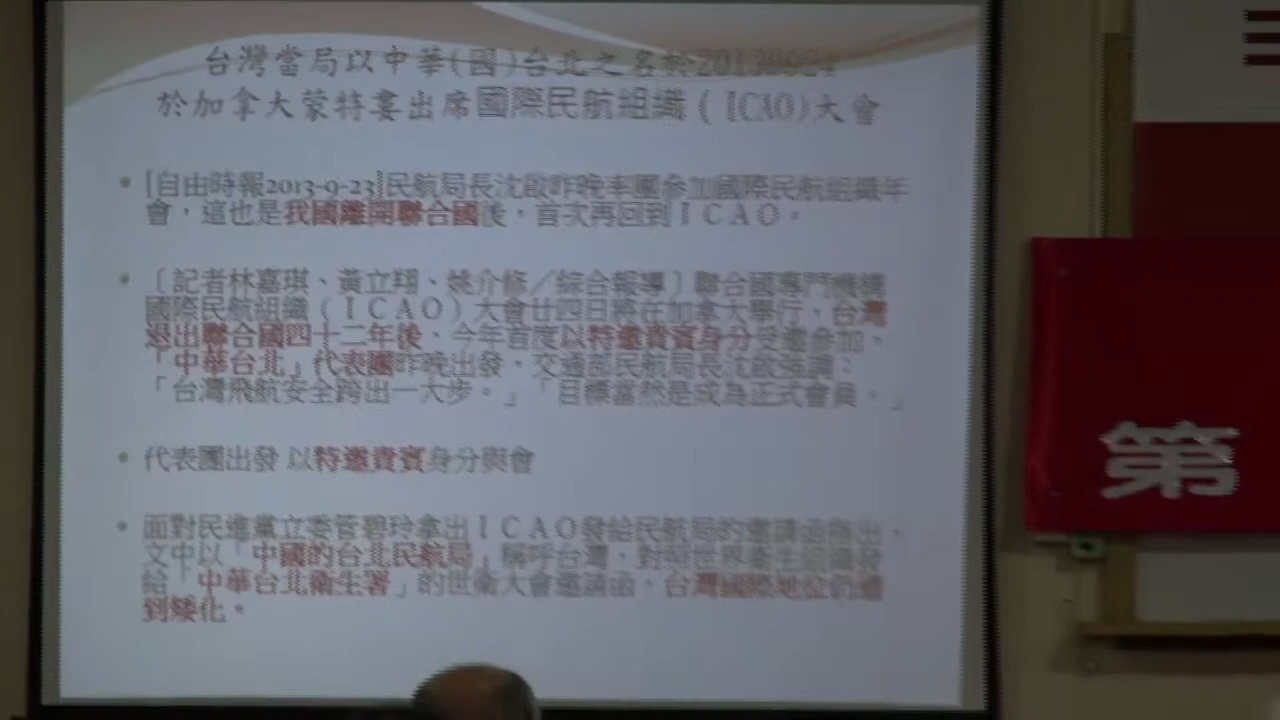 台灣當局以中華(國)台北之名於20130924
於加拿大蒙特婁出席國際民航組織(ICAO)大會
[自由時報2013-9-23]民航局長沈啟昨晚率團參加國際民航組織年
會,這也是我國離開聯合國後,首次再回到ICAO。
〔記者林嘉琪、黃立翔、姚介修/綜合報導〕聯合國專門機構
國際民航組織(ICAO)大會廿四日將在加拿大舉行,台灣
退出聯合國四十二年後,今年首度以特邀貴賓身分受邀參加,
「中華台北」代表團昨晚出發,交通部民航局長沈啟強調:
「台灣飛航安全跨出一大步。」「目標當然是成為正式會員。」
代表團出發 以特邀貴賓身分與會
面對民進黨立委管碧玲拿出ICAO發給民航局的邀請函指出,
文中以「中國的台北民航局」稱呼台灣,對照世界衛生組織發
給「中華台北衛生署」的世衛大會邀請函,台灣國際地位仍遭
到矮化。
第